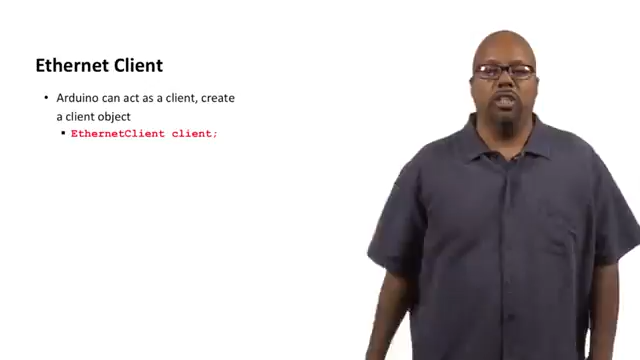 Ethernet Client
• Arduino can act as a client, create
a client object
▪ EthernetClient client;